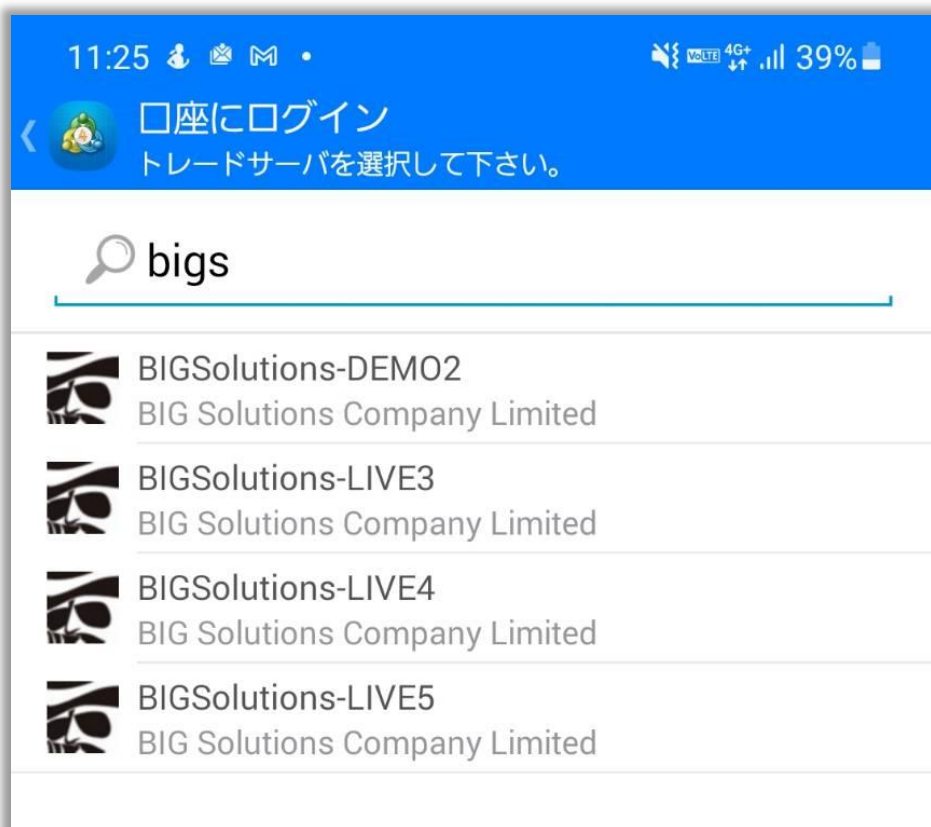 11:25
VoLTE 4G+ 39%
口座にログイン
トレードサーバを選択して下さい。
bigs
BIGSolutions-DEMO2
BIG Solutions Company Limited
BIGSolutions-LIVE3
BIG Solutions Company Limited
BIGSolutions-LIVE4
BIG Solutions Company Limited
BIGSolutions-LIVE5
BIG Solutions Company Limited